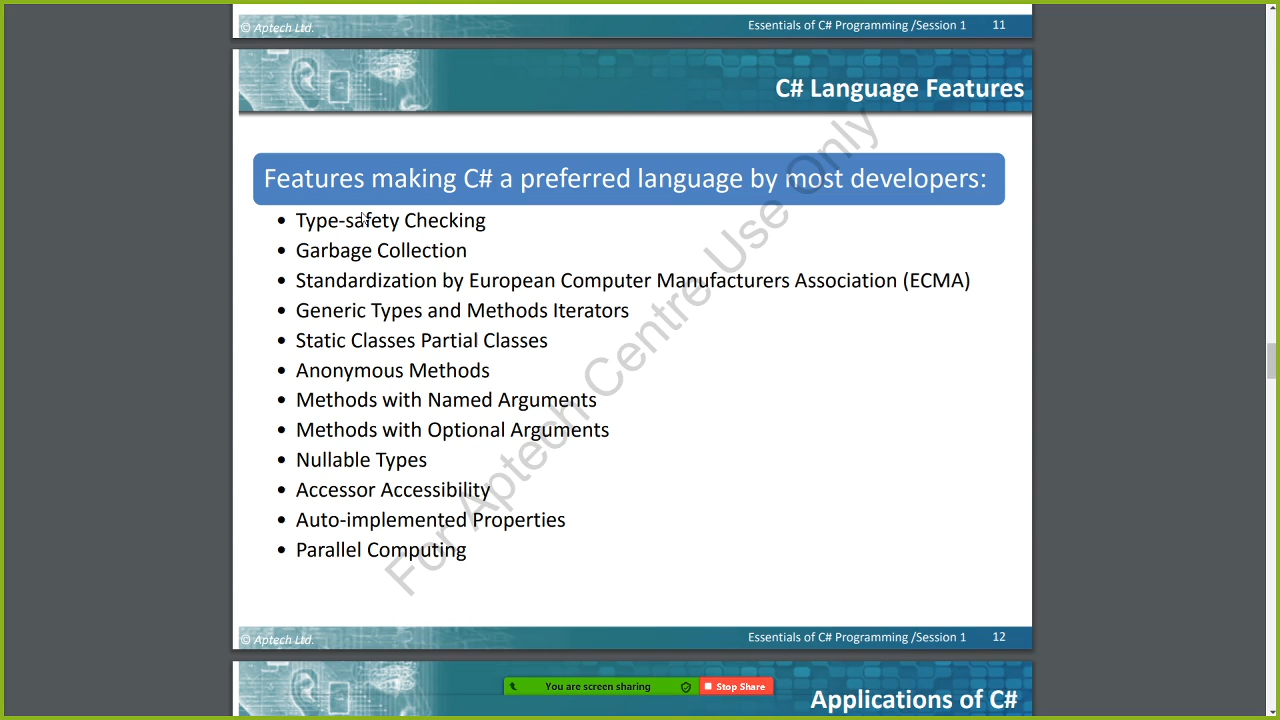 © Aptech Ltd.
Essentials of C# Programming /Session 1 11
C# Language Features
Features making C# a preferred language by most developers:
• Type-safety Checking
• Garbage Collection
• Standardization by European Computer Manufacturers Association (ECMA)
• Generic Types and Methods Iterators
• Static Classes Partial Classes
• Anonymous Methods
• Methods with Named Arguments
• Methods with Optional Arguments
• Nullable Types
• Accessor Accessibility
• Auto-implemented Properties
• Parallel Computing
For Aptech Centre Use Only
© Aptech Ltd.
Essentials of C# Programming /Session 1 12
You are screen sharing
Stop Share
Applications of C#